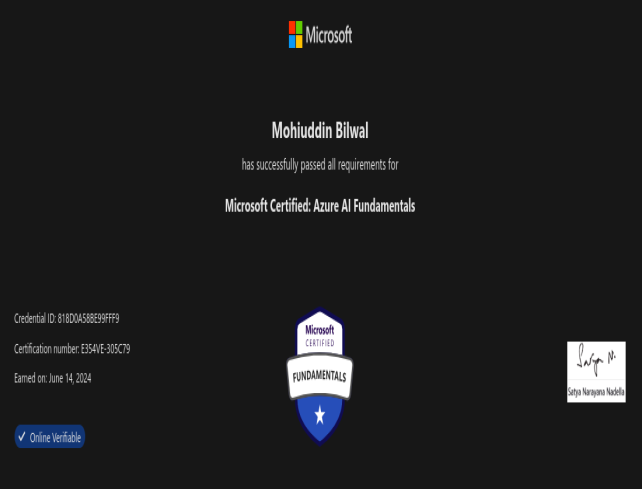 Microsoft
Mohiuddin Bilwal
has successfully passed all requirements for
Microsoft Certified: Azure AI Fundamentals
Credential ID: 818D0A58BE99FFF9
Certification number: E354VE-305C79
Earned on: June 14, 2024
Online Verifiable
Microsoft
CERTIFIED
FUNDAMENTALS
Satya N.
Satya Narayana Nadella